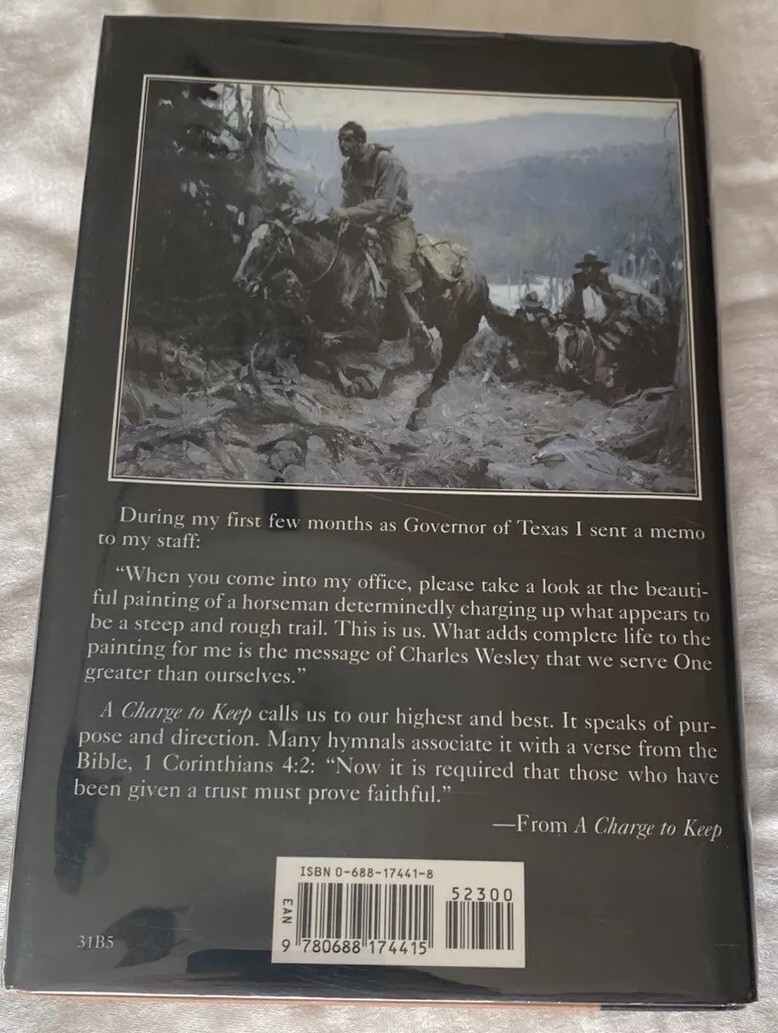 During my first few months as Governor of Texas I sent a memo
to my staff:
“When you come into my office, please take a look at the beauti-
ful painting of a horseman determinedly charging up what appears to
be a steep and rough trail. This is us. What adds complete life to the
painting for me is the message of Charles Wesley that we serve One
greater than ourselves.”
A Charge to Keep calls us to our highest and best. It speaks of pur-
pose and direction. Many hymnals associate it with a verse from the
Bible, 1 Corinthians 4:2: “Now it is required that those who have
been given a trust must prove faithful.”
—From A Charge to Keep
ISBN 0-688-17441-8
52300
EAN
9 780688 174415
31B5